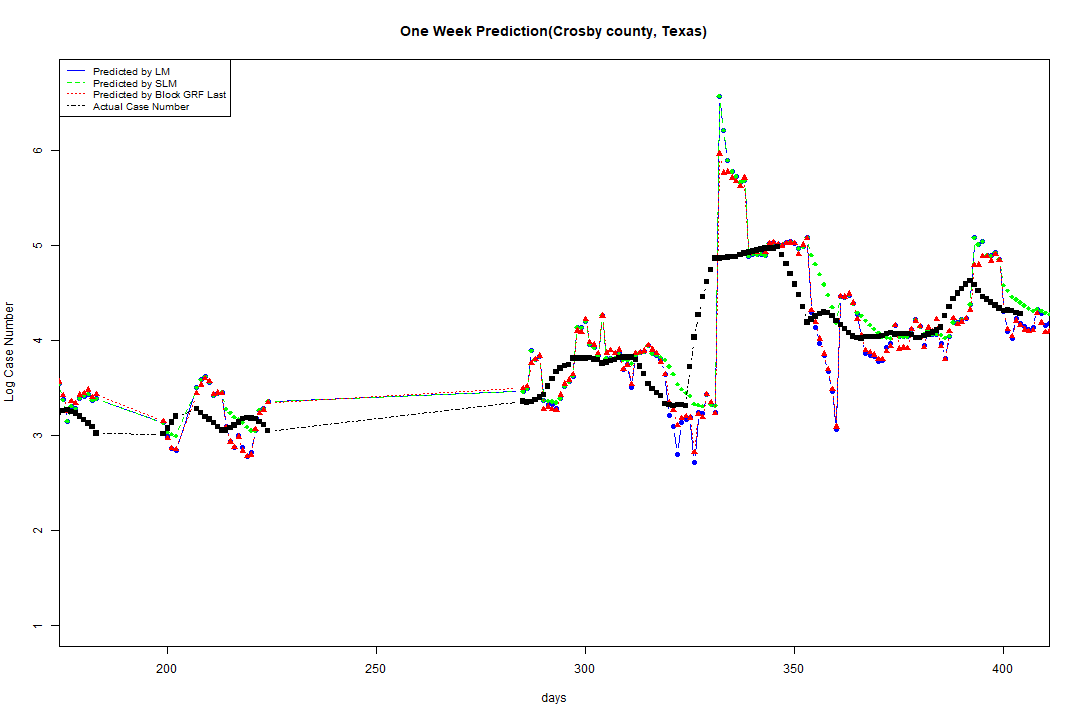 One Week Prediction(Crosby county, Texas)
Predicted by LM
Predicted by SLM
Predicted by Block GRF Last
Actual Case Number
Log Case Number
6
5
4
3
2
1
200 250 300 350 400
days